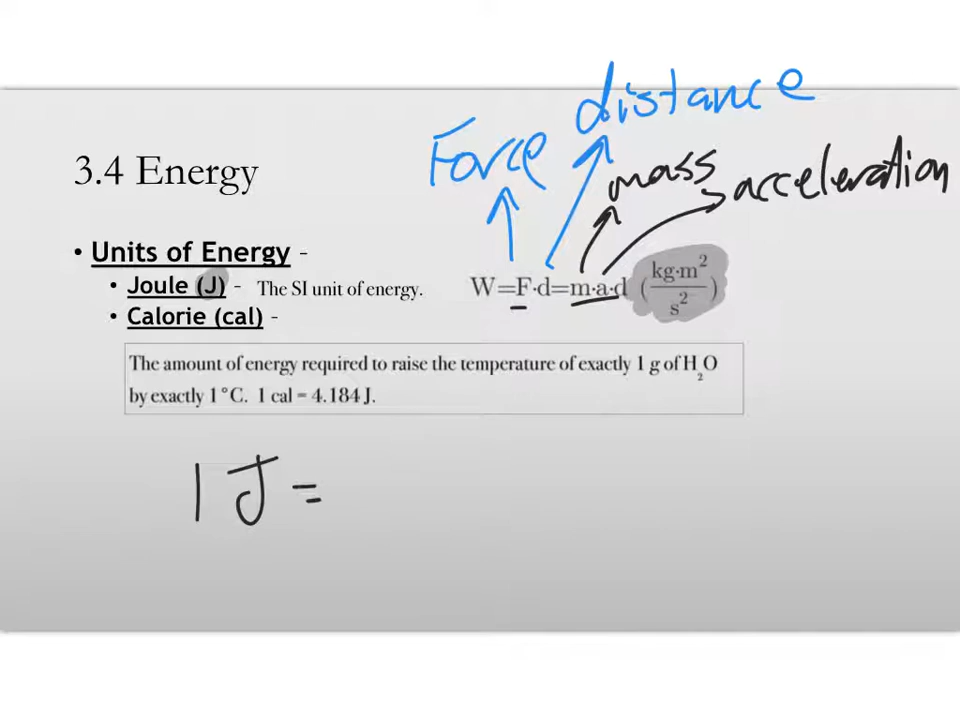 distance
Force
mass
acceleration
3.4 Energy
• Units of Energy -
• Joule (J) - The SI unit of energy.
W=F·d=m·a·d (kg·m²/s²)
• Calorie (cal) -
The amount of energy required to raise the temperature of exactly 1 g of H₂O
by exactly 1°C. 1 cal = 4.184 J.
1 J =